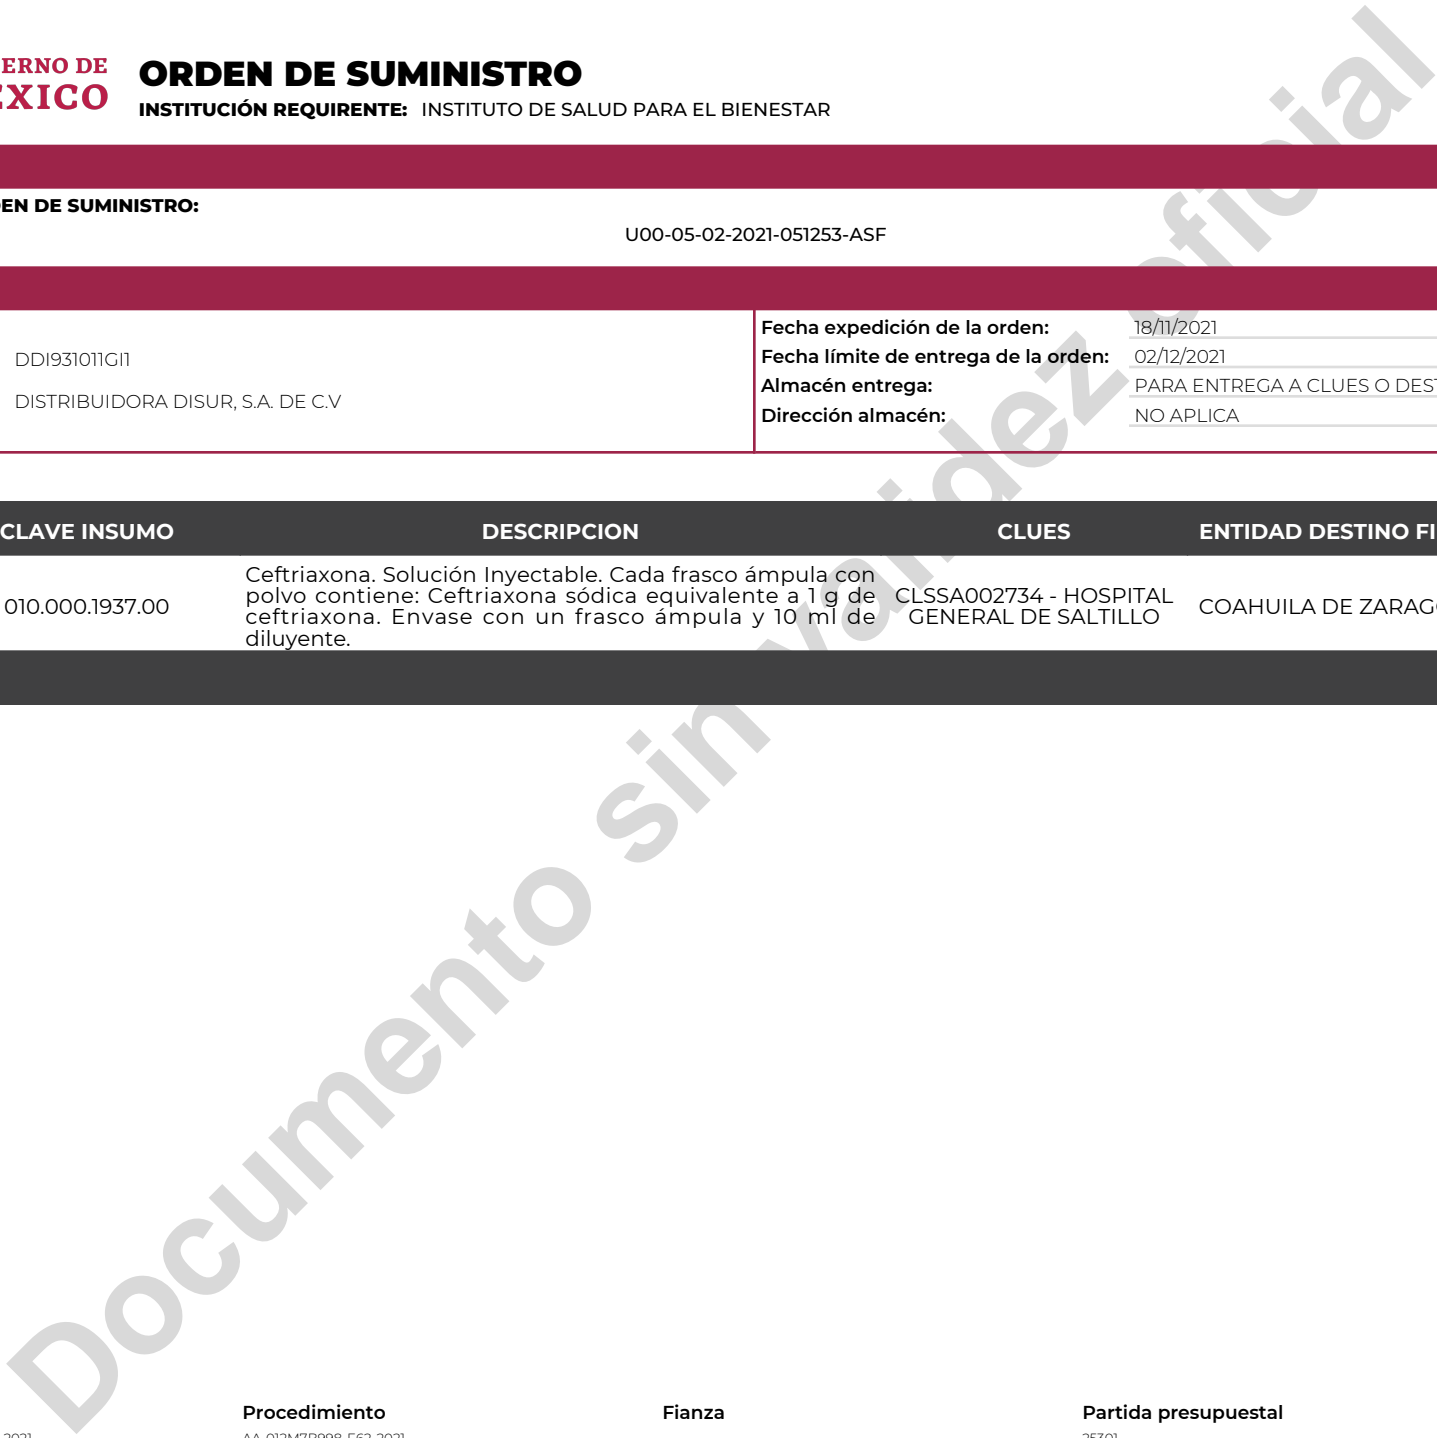 ERNO DE
ÉXICO
ORDEN DE SUMINISTRO
INSTITUCIÓN REQUIRENTE: INSTITUTO DE SALUD PARA EL BIENESTAR
EN DE SUMINISTRO:
U00-05-02-2021-051253-ASF
DDI931011GI1
DISTRIBUIDORA DISUR, S.A. DE C.V
Fecha expedición de la orden: 18/11/2021
Fecha límite de entrega de la orden: 02/12/2021
Almacén entrega: PARA ENTREGA A CLUES O DEST
Dirección almacén: NO APLICA
CLAVE INSUMO DESCRIPCION CLUES ENTIDAD DESTINO FI
010.000.1937.00
Ceftriaxona. Solución Inyectable. Cada frasco ámpula con
polvo contiene: Ceftriaxona sódica equivalente a 1 g de
ceftriaxona. Envase con un frasco ámpula y 10 ml de
diluyente.
CLSSA002734 - HOSPITAL
GENERAL DE SALTILLO
COAHUILA DE ZARAG
Documento sin validez oficial
Procedimiento Fianza Partida presupuestal